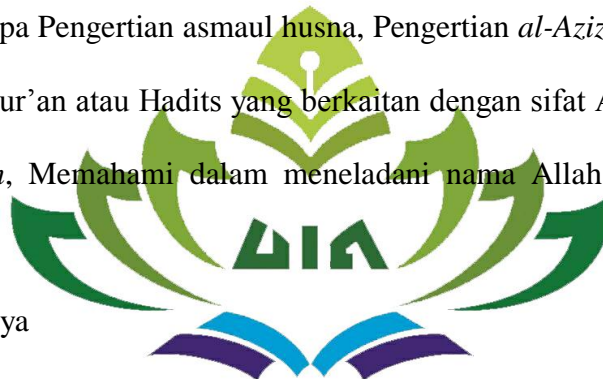 pa Pengertian asmaul husna, Pengertian al-Aziz
ur’an atau Hadits yang berkaitan dengan sifat A
, Memahami dalam meneladani nama Allah
UIN
ya